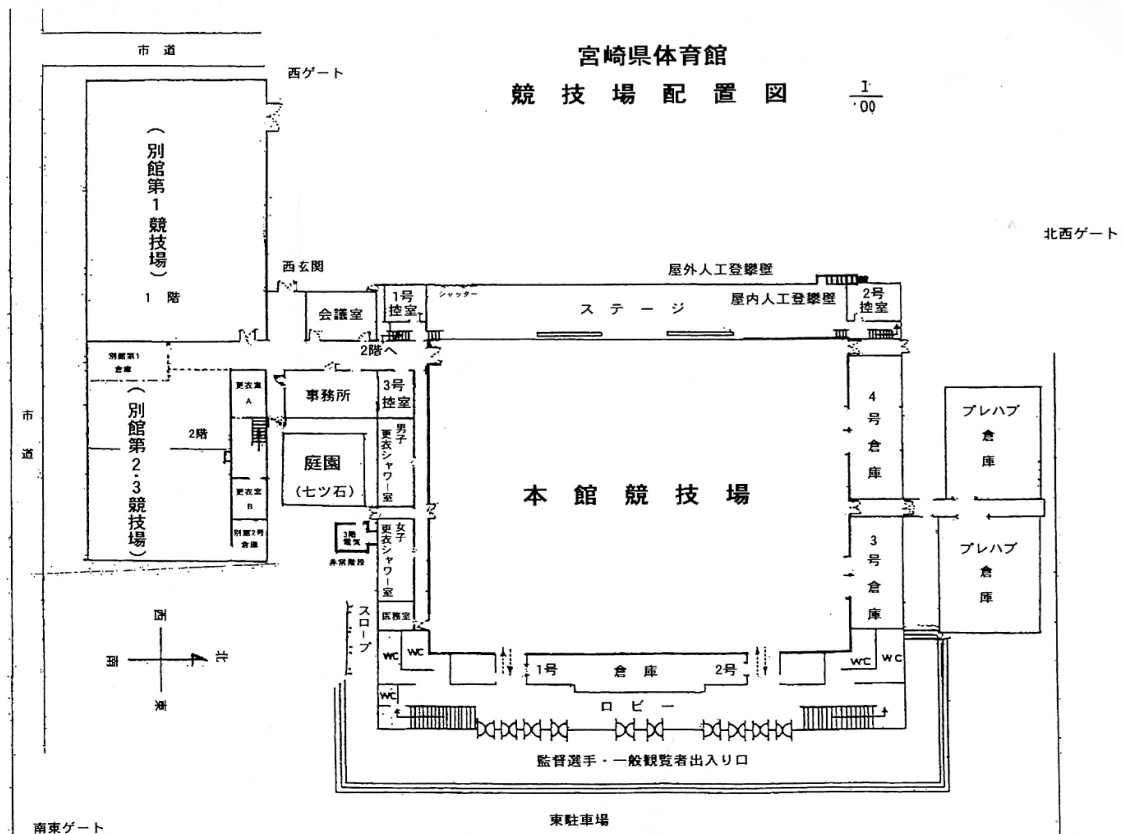 宮崎県体育館
競技場配置図
1
00
市道
西ゲート
北西ゲート
(別館第1競技場)
1階
西玄関
会議室
1号
控室
シャッター
ステージ
屋外人工登攀壁
屋内人工登攀壁
2号
控室
2階へ
別館第1
倉庫
更衣室
A
事務所
3号
控室
市道
(別館第2·3競技場)
2階
庭園
(七ツ石)
男子
更衣シャワー室
本館競技場
4号倉庫
プレハブ
倉庫
更衣室
B
別館2号
倉庫
3階
電気
非常階段
女子
更衣シャワー室
3号倉庫
プレハブ
倉庫
医務室
スロープ
西
南
北
東
WC
WC
WC
1号
倉庫
2号
WC
WC
ロビー
監督選手・一般観覧者出入り口
東駐車場
南東ゲート